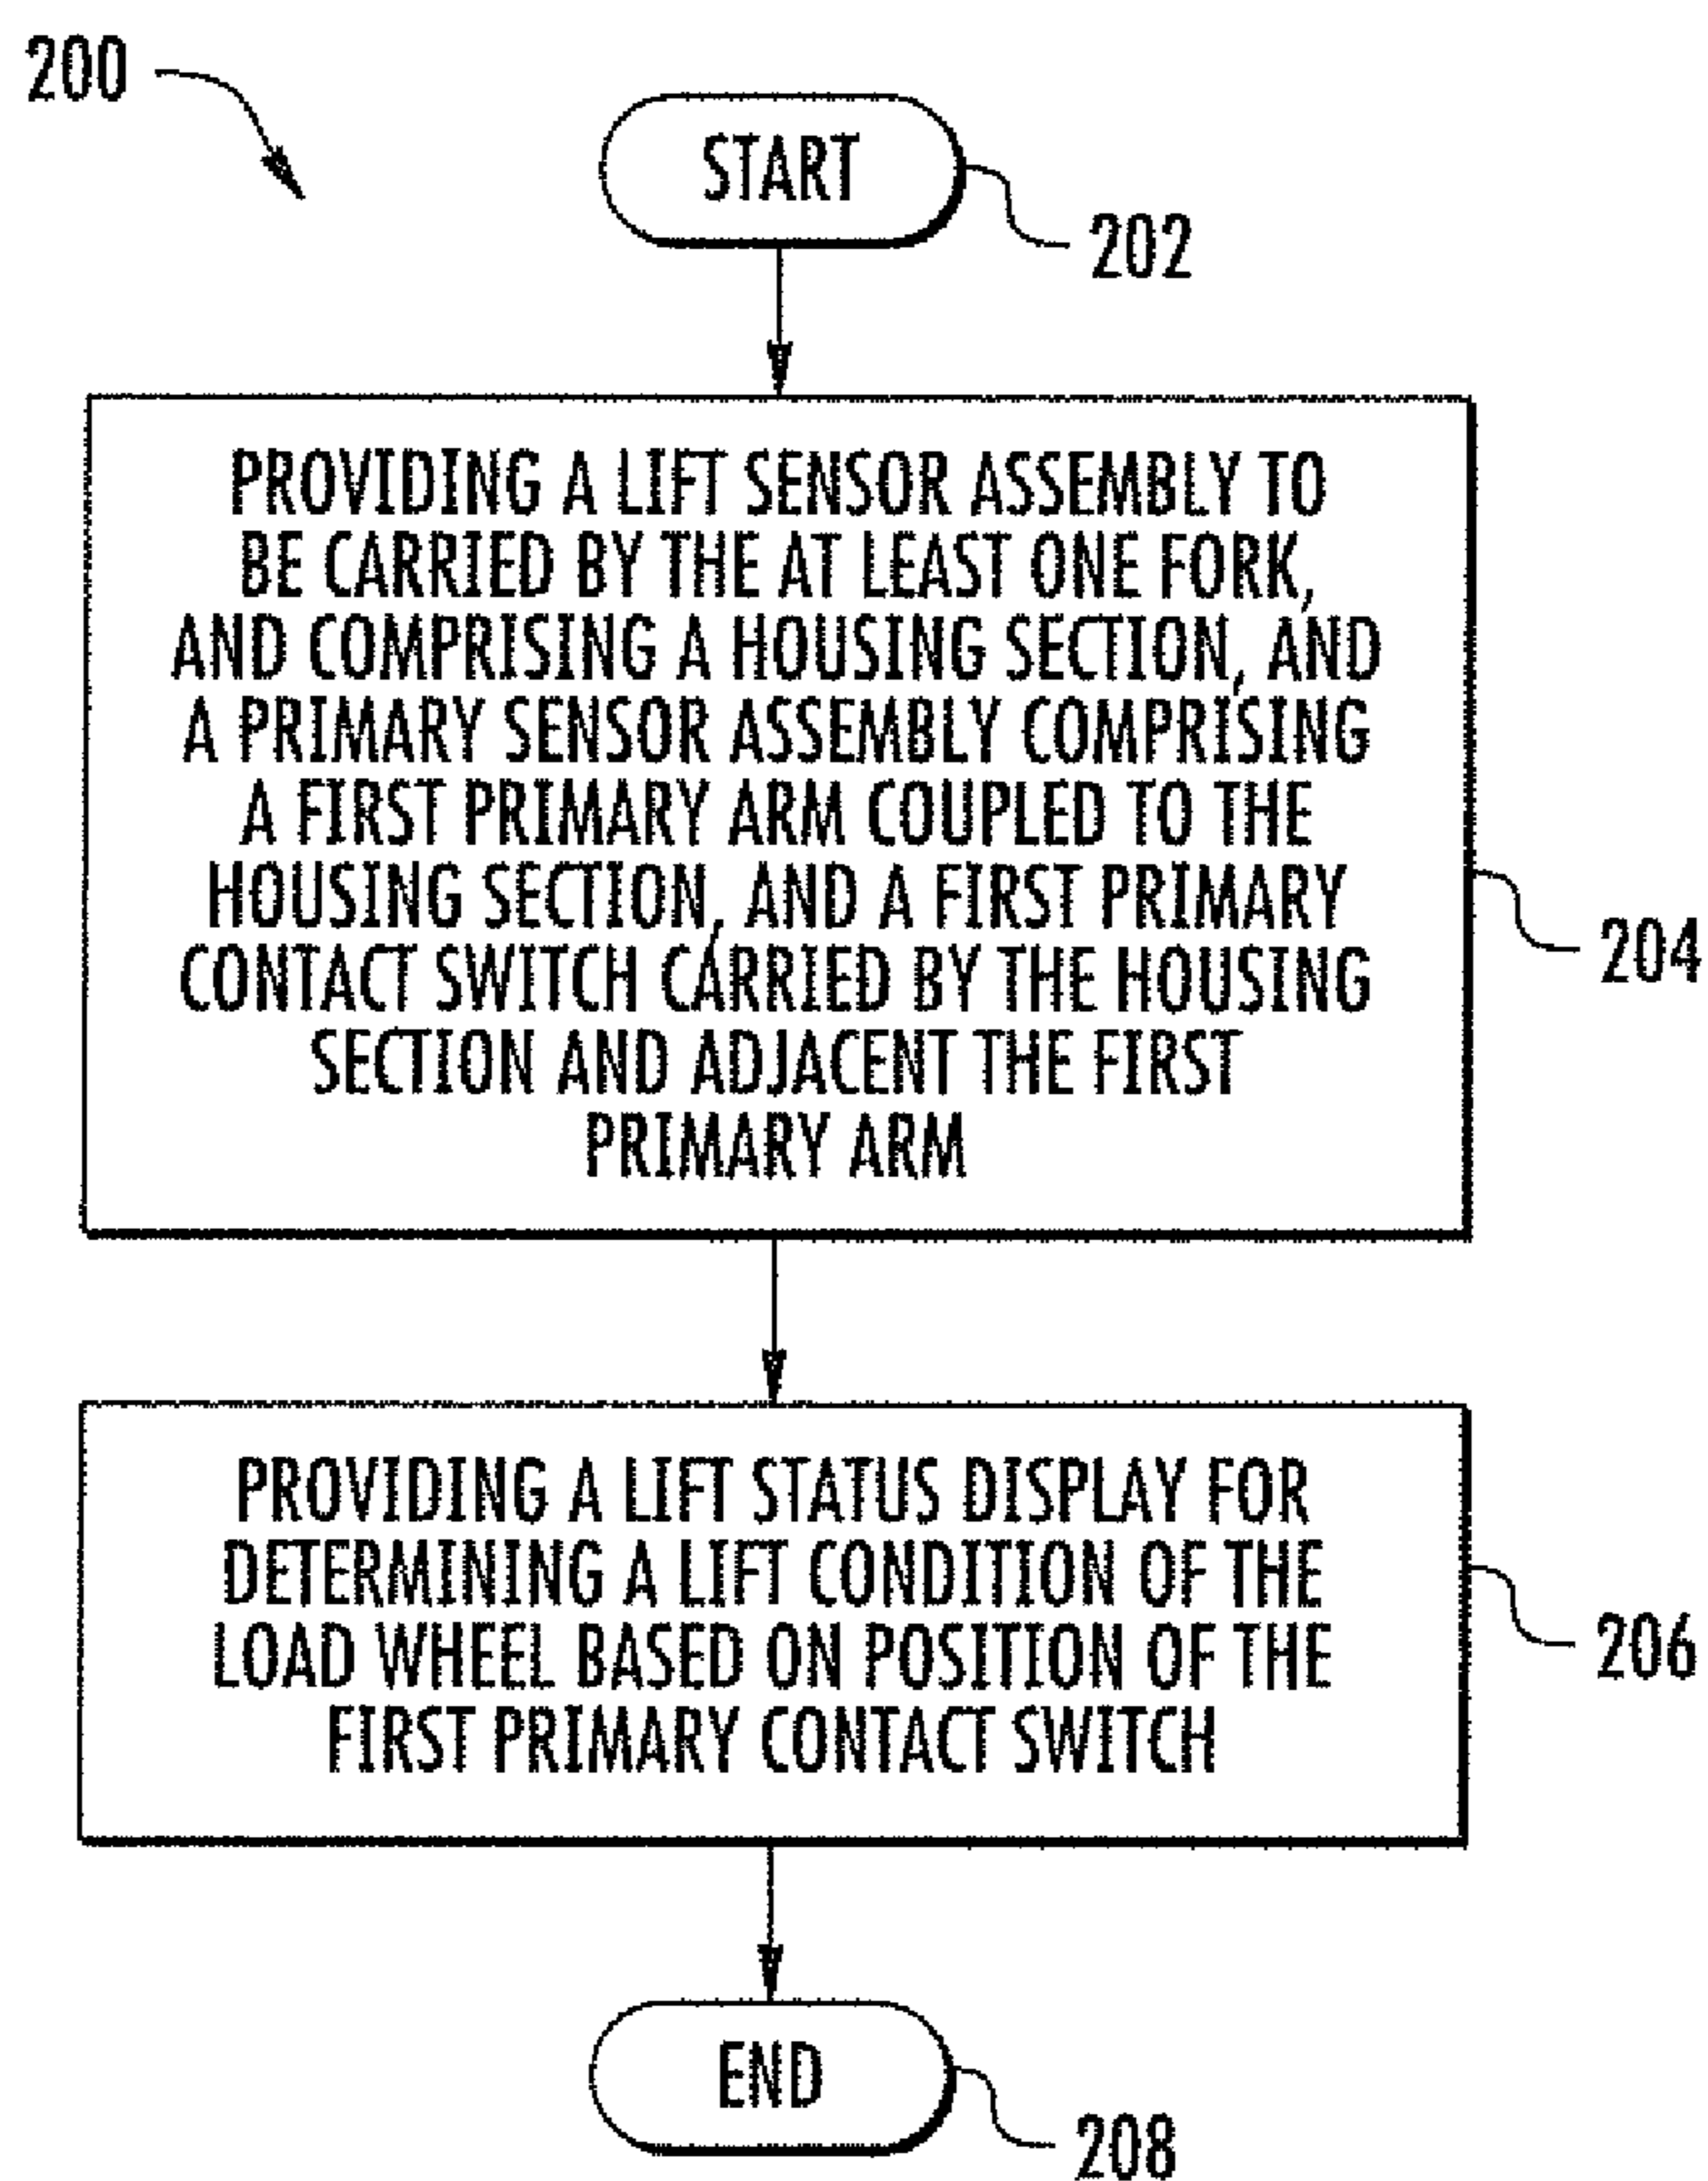 200
START
202
PROVIDING A LIFT SENSOR ASSEMBLY TO
BE CARRIED BY THE AT LEAST ONE FORK,
AND COMPRISING A HOUSING SECTION, AND
A PRIMARY SENSOR ASSEMBLY COMPRISING
A FIRST PRIMARY ARM COUPLED TO THE
HOUSING SECTION, AND A FIRST PRIMARY
CONTACT SWITCH CARRIED BY THE HOUSING
SECTION AND ADJACENT THE FIRST
PRIMARY ARM
204
PROVIDING A LIFT STATUS DISPLAY FOR
DETERMINING A LIFT CONDITION OF THE
LOAD WHEEL BASED ON POSITION OF THE
FIRST PRIMARY CONTACT SWITCH
206
END
208